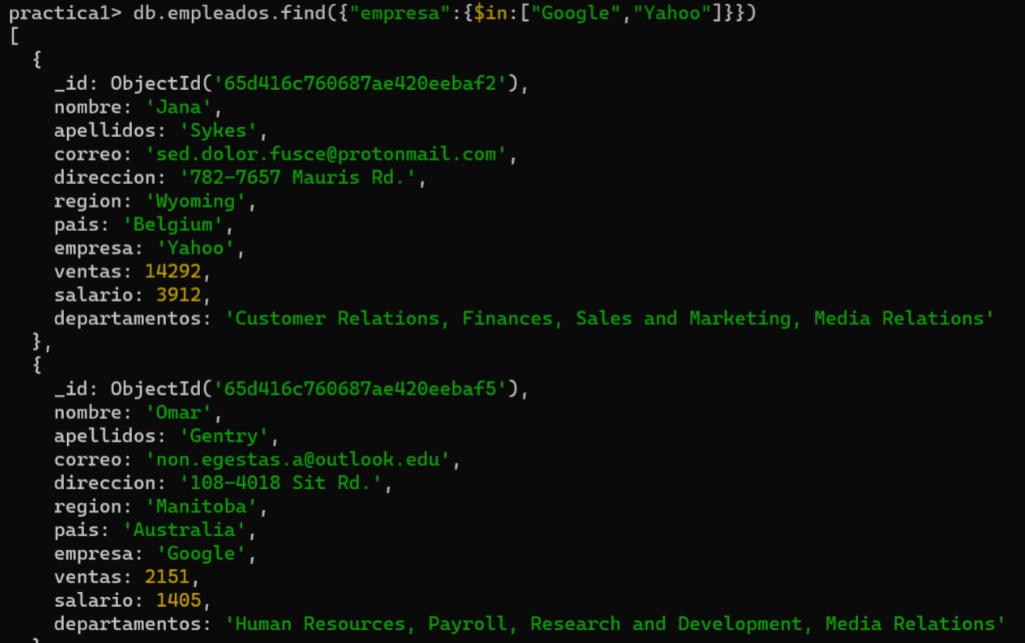 practica1> db.empleados.find({"empresa":{$in:["Google","Yahoo"]}})
[
  {
    _id: ObjectId('65d416c760687ae420eebaf2'),
    nombre: 'Jana',
    apellidos: 'Sykes',
    correo: 'sed.dolor.fusce@protonmail.com',
    direccion: '782-7657 Mauris Rd.',
    region: 'Wyoming',
    pais: 'Belgium',
    empresa: 'Yahoo',
    ventas: 14292,
    salario: 3912,
    departamentos: 'Customer Relations, Finances, Sales and Marketing, Media Relations'
  },
  {
    _id: ObjectId('65d416c760687ae420eebaf5'),
    nombre: 'Omar',
    apellidos: 'Gentry',
    correo: 'non.egestas.a@outlook.edu',
    direccion: '108-4018 Sit Rd.',
    region: 'Manitoba',
    pais: 'Australia',
    empresa: 'Google',
    ventas: 2151,
    salario: 1405,
    departamentos: 'Human Resources, Payroll, Research and Development, Media Relations'